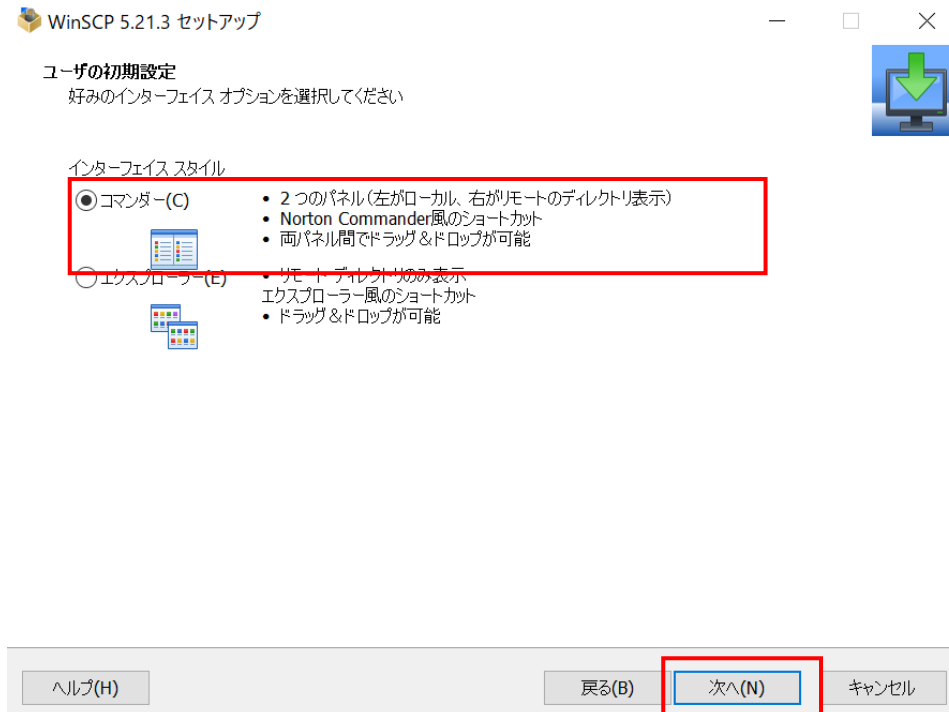 WinSCP 5.21.3 セットアップ
ユーザの初期設定
好みのインターフェイス オプションを選択してください
インターフェイス スタイル
コマンダー(C)
• 2 つのパネル(左がローカル、右がリモートのディレクトリ表示)
• Norton Commander風のショートカット
• 両パネル間でドラッグ&ドロップが可能
エクスプローラー(E)
• リモート ディレクトリのみ表示
エクスプローラー風のショートカット
• ドラッグ&ドロップが可能
ヘルプ(H)
戻る(B)
次へ(N)
キャンセル